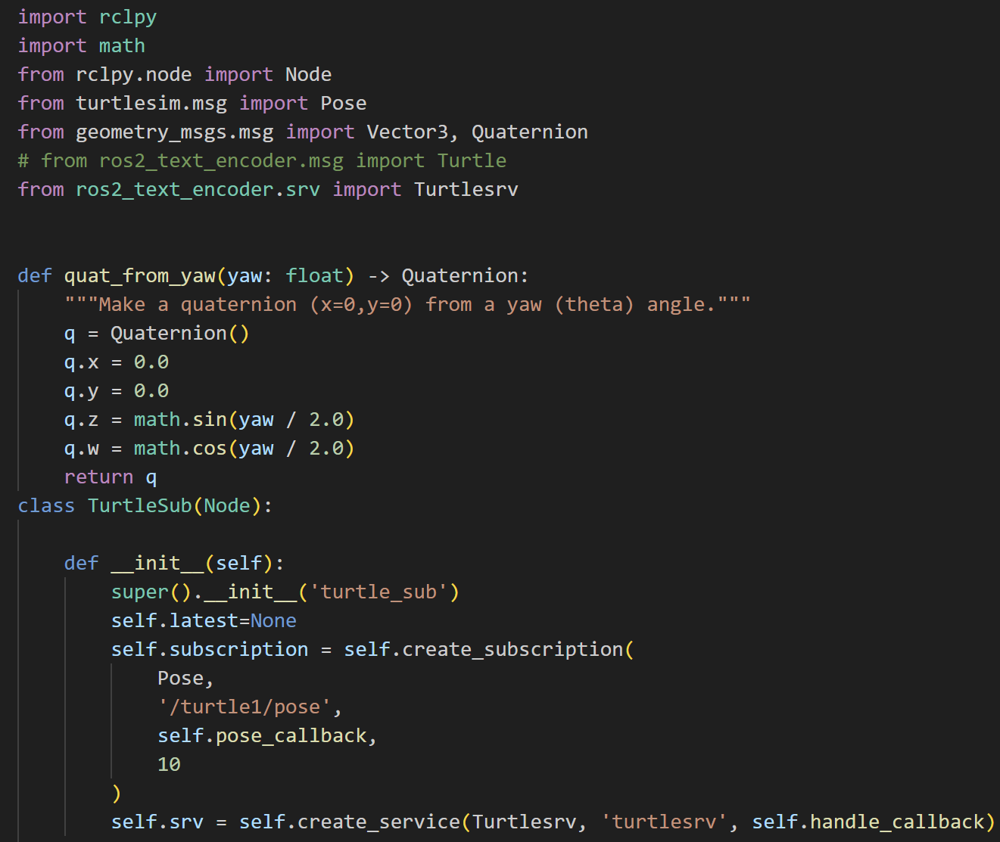 import rclpy
import math
from rclpy.node import Node
from turtlesim.msg import Pose
from geometry_msgs.msg import Vector3, Quaternion
# from ros2_text_encoder.msg import Turtle
from ros2_text_encoder.srv import Turtlesrv


def quat_from_yaw(yaw: float) -> Quaternion:
    """Make a quaternion (x=0,y=0) from a yaw (theta) angle."""
    q = Quaternion()
    q.x = 0.0
    q.y = 0.0
    q.z = math.sin(yaw / 2.0)
    q.w = math.cos(yaw / 2.0)
    return q
class TurtleSub(Node):

    def __init__(self):
        super().__init__('turtle_sub')
        self.latest=None
        self.subscription = self.create_subscription(
            Pose,
            '/turtle1/pose',
            self.pose_callback,
            10
        )
        self.srv = self.create_service(Turtlesrv, 'turtlesrv', self.handle_callback)